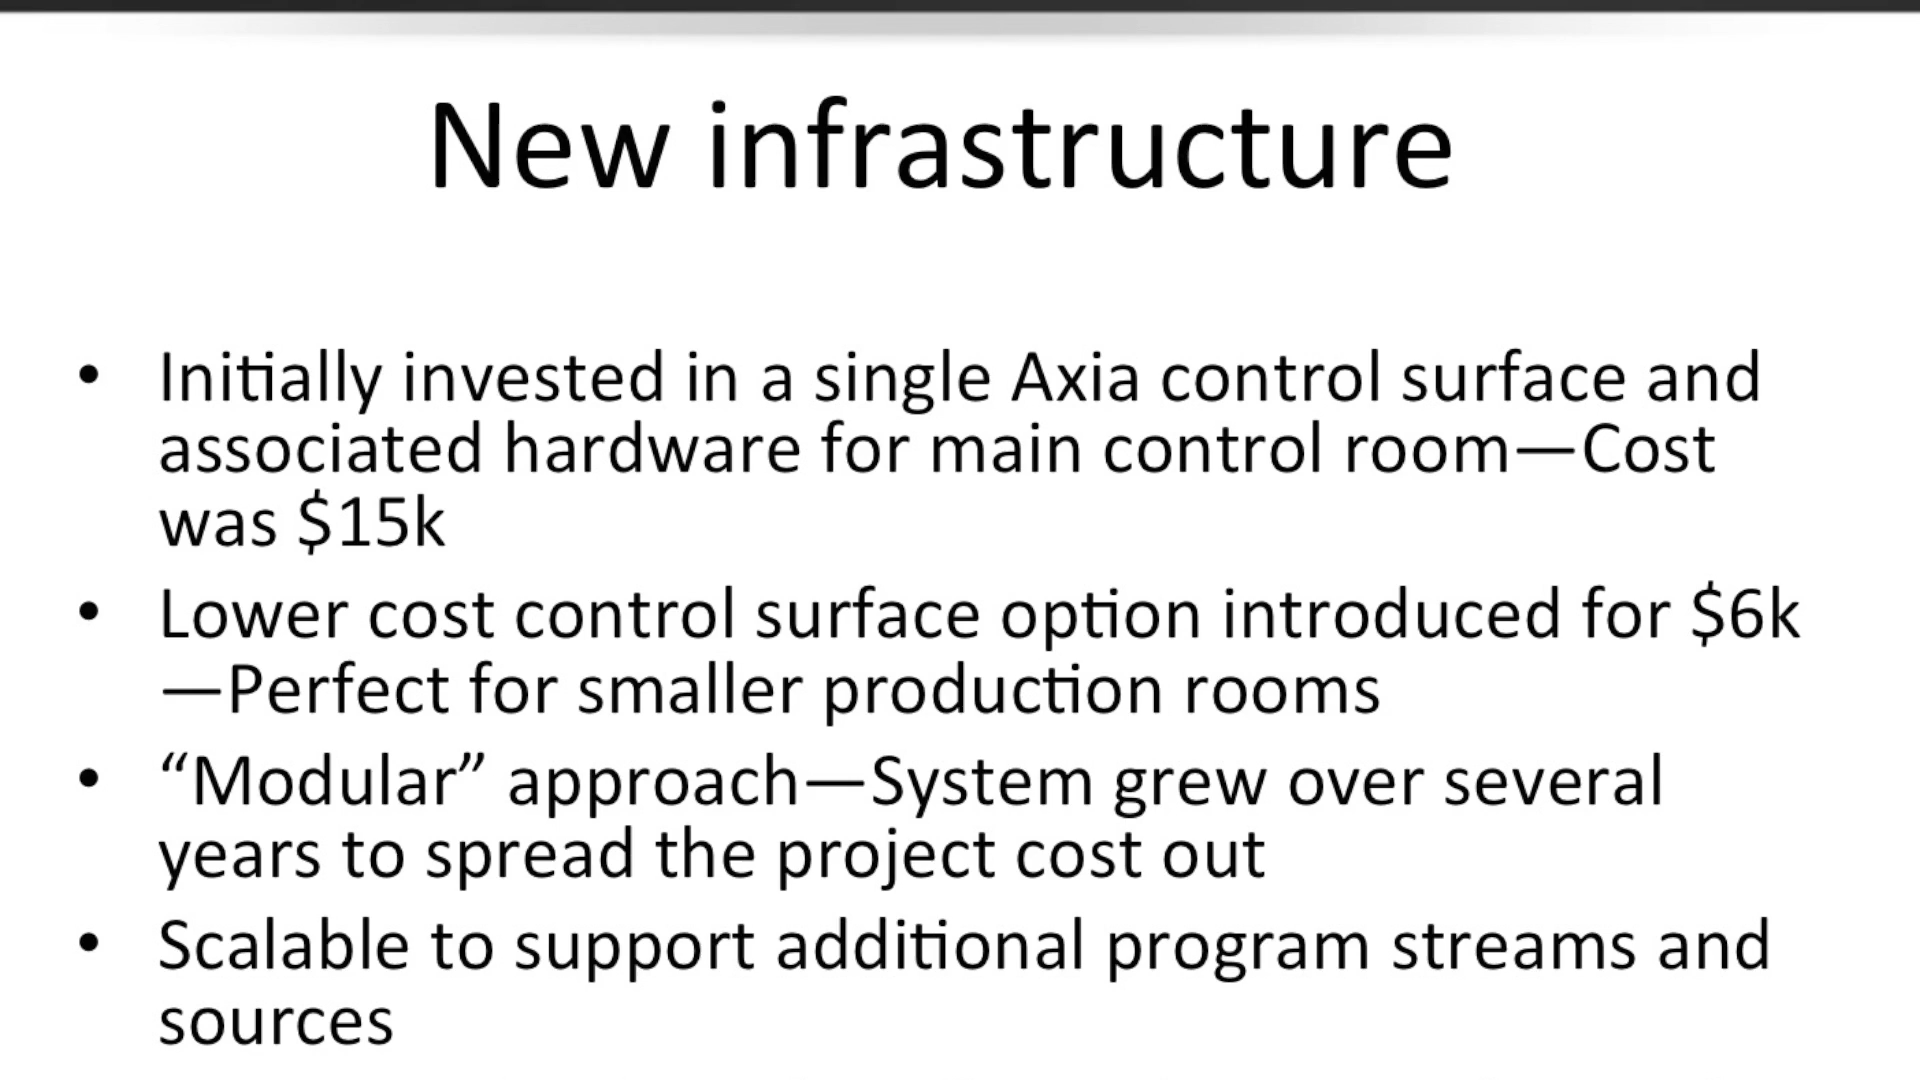 New infrastructure
• Initially invested in a single Axia control surface and
associated hardware for main control room—Cost
was $15k
• Lower cost control surface option introduced for $6k
—Perfect for smaller production rooms
• “Modular” approach—System grew over several
years to spread the project cost out
• Scalable to support additional program streams and
sources